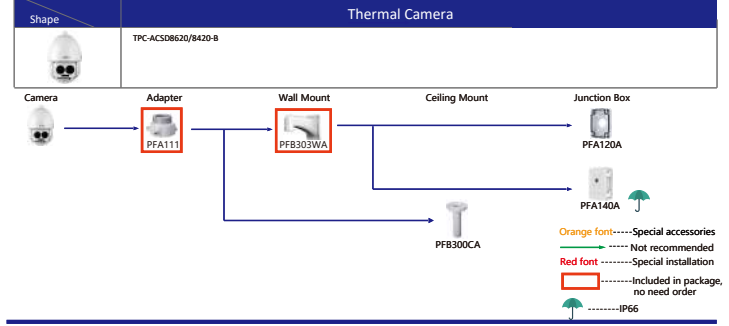 Shape
Thermal Camera
TPC-ACSD8620/8420-B
Camera
Adapter
Wall Mount
Ceiling Mount
Junction Box
PFA111
PFB303WA
PFA120A
PFA140A
PFB300CA
Orange font-----Special accessories
----- Not recommended
Red font --------Special installation
--------Included in package,
no need order
--------IP66